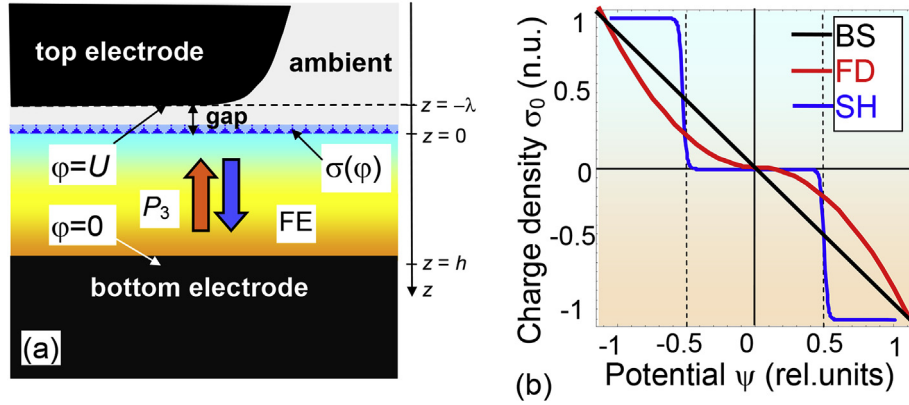 top electrode
ambient
z = −λ
gap
z = 0
φ=U
σ(φ)
P3
FE
φ=0
z = h
bottom electrode
z
(a)
Charge density σ0 (n.u.)
1
0.5
0
-0.5
-1
BS
FD
SH
-1
-0.5
0
0.5
1
Potential ψ (rel.units)
(b)